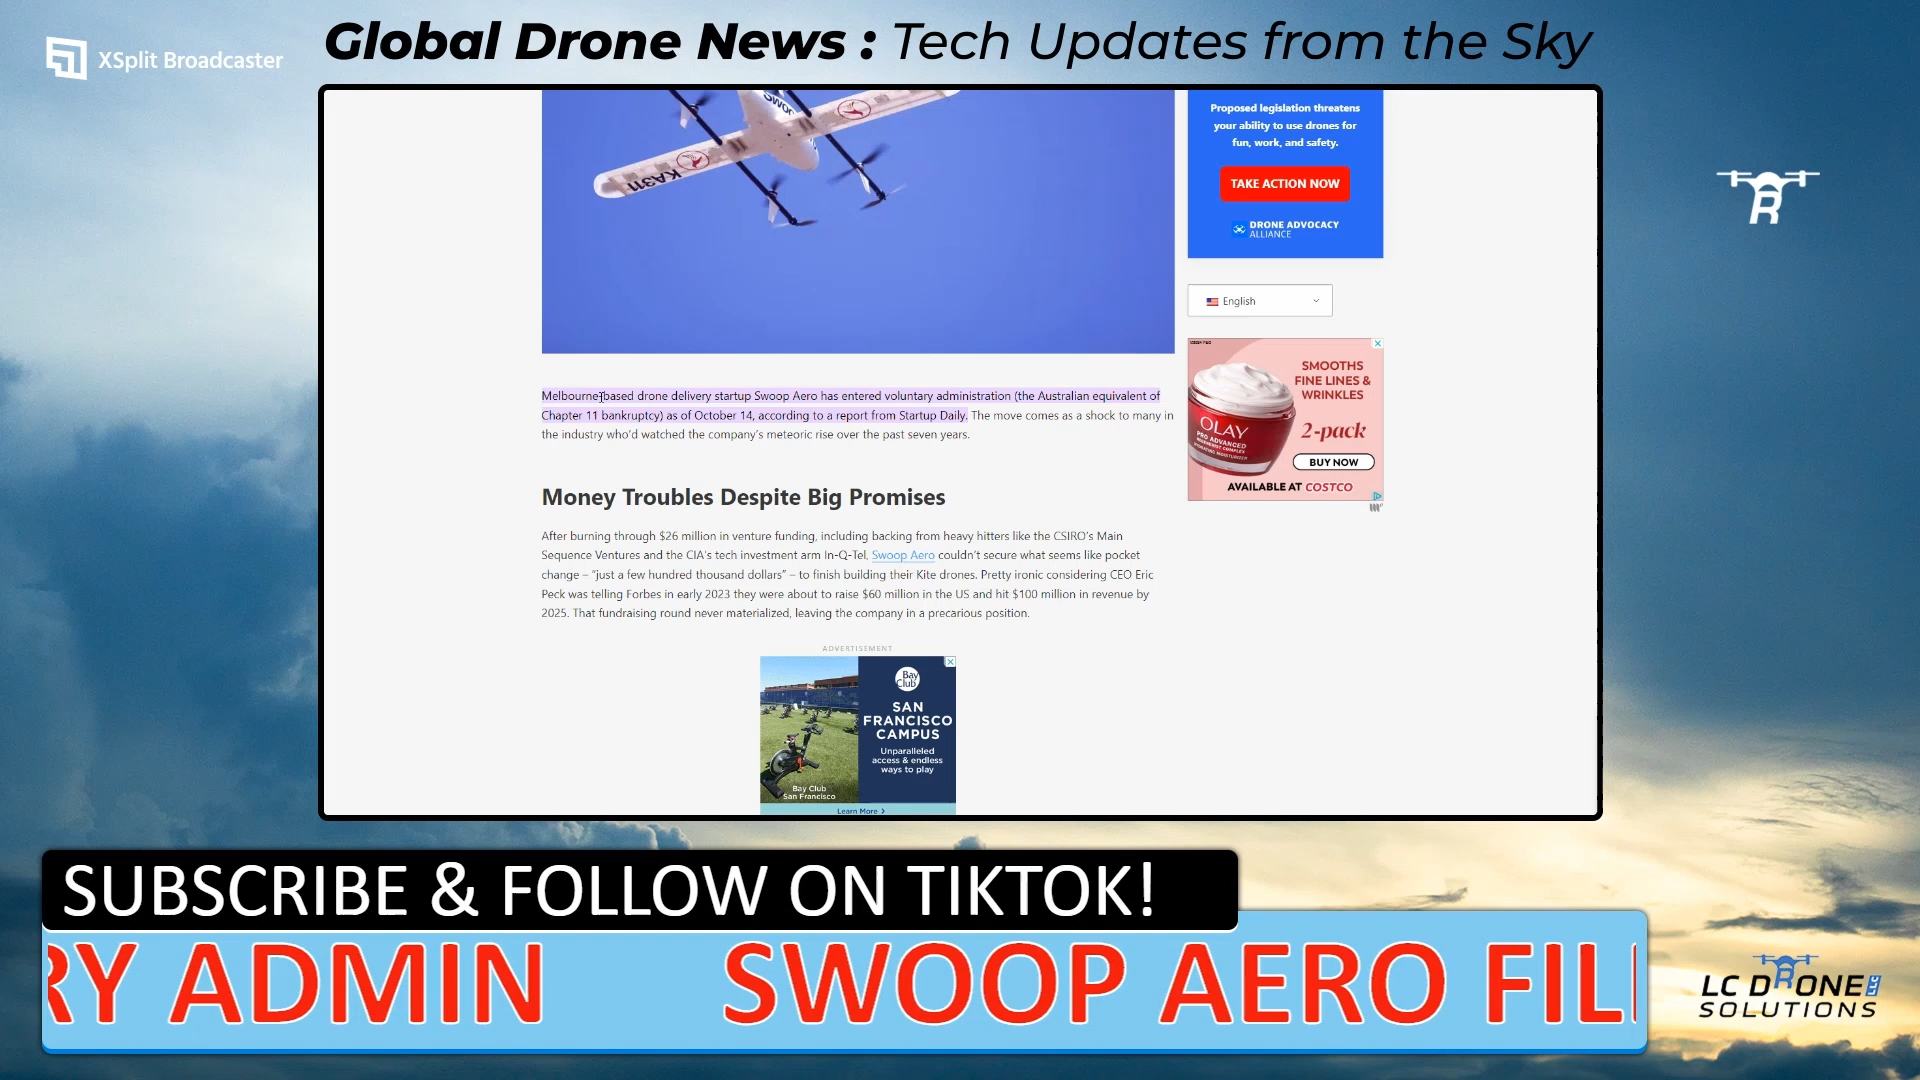 XSplit Broadcaster
Global Drone News : Tech Updates from the Sky
KA311
Proposed legislation threatens
your ability to use drones for
fun, work, and safety.
TAKE ACTION NOW
DRONE ADVOCACY
ALLIANCE
English
Melbourne-based drone delivery startup Swoop Aero has entered voluntary administration (the Australian equivalent of
Chapter 11 bankruptcy) as of October 14, according to a report from Startup Daily. The move comes as a shock to many in
the industry who'd watched the company's meteoric rise over the past seven years.
SMOOTHS
FINE LINES &
WRINKLES
2-pack
BUY NOW
AVAILABLE AT COSTCO
OLAY
PRO ADVANCED
Money Troubles Despite Big Promises
After burning through $26 million in venture funding, including backing from heavy hitters like the CSIRO's Main
Sequence Ventures and the CIA's tech investment arm In-Q-Tel, Swoop Aero couldn't secure what seems like pocket
change – "just a few hundred thousand dollars" – to finish building their Kite drones. Pretty ironic considering CEO Eric
Peck was telling Forbes in early 2023 they were about to raise $60 million in the US and hit $100 million in revenue by
2025. That fundraising round never materialized, leaving the company in a precarious position.
ADVERTISEMENT
Bay
Club
SAN
FRANCISCO
CAMPUS
Unparalleled
access & endless
ways to play
Bay Club
San Francisco
Learn More >
SUBSCRIBE & FOLLOW ON TIKTOK!
RY ADMIN SWOOP AERO FIL
LC DRONE LLC
SOLUTIONS